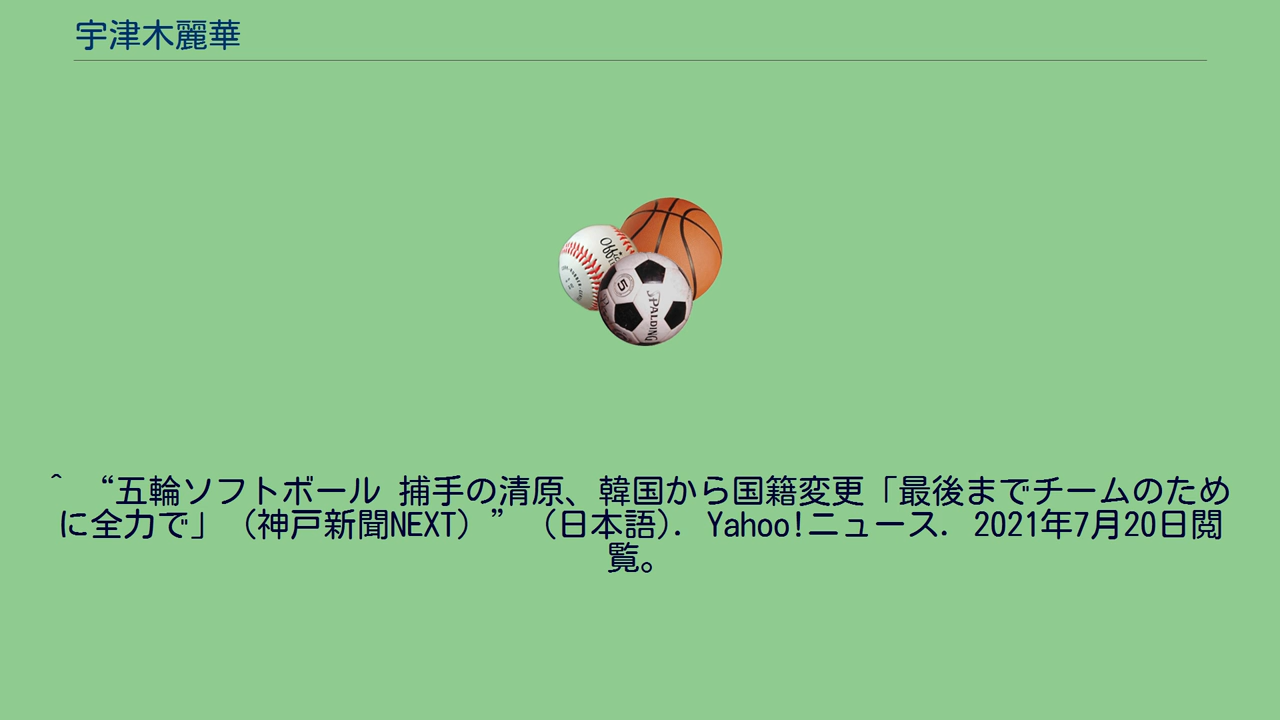 宇津木麗華
Offic
5
SPALDING
^ “五輪ソフトボール 捕手の清原、韓国から国籍変更「最後までチームのため
に全力で」（神戸新聞NEXT）” （日本語）. Yahoo!ニュース. 2021年7月20日閲
覧。